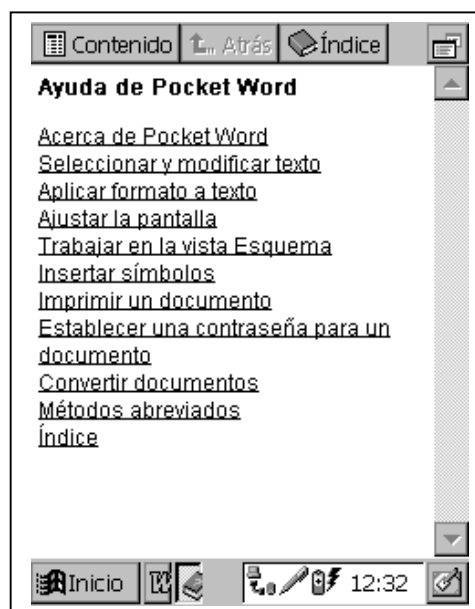 Contenido Atrás Índice
Ayuda de Pocket Word
Acerca de Pocket Word
Seleccionar y modificar texto
Aplicar formato a texto
Ajustar la pantalla
Trabajar en la vista Esquema
Insertar símbolos
Imprimir un documento
Establecer una contraseña para un
documento
Convertir documentos
Métodos abreviados
Índice
Inicio W 12:32